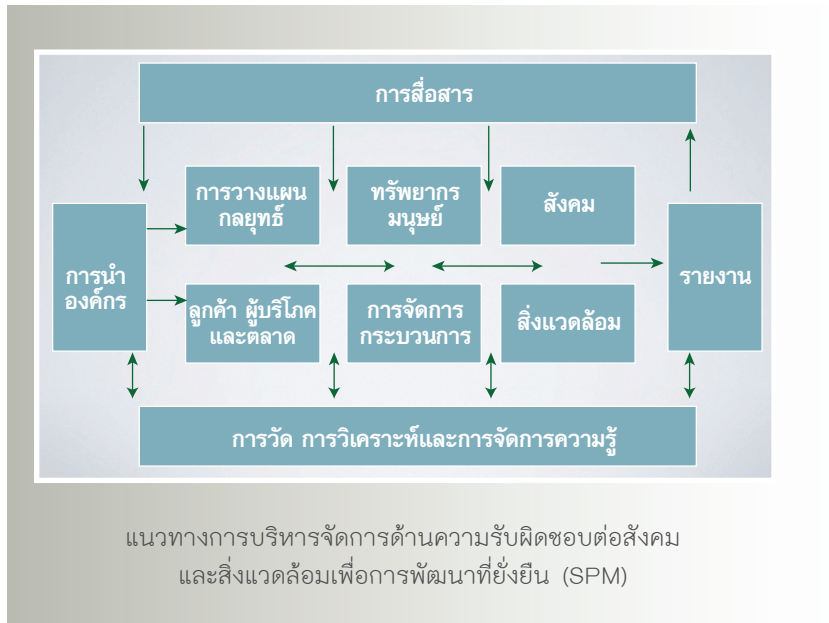 การสื่อสาร
การวางแผน
กลยุทธ์
ทรัพยากร
มนุษย์
สังคม
การนำ
องค์กร
รายงาน
ลูกค้า ผู้บริโภค
และตลาด
การจัดการ
กระบวนการ
สิ่งแวดล้อม
การวัด การวิเคราะห์และการจัดการความรู้
แนวทางการบริหารจัดการด้านความรับผิดชอบต่อสังคม
และสิ่งแวดล้อมเพื่อการพัฒนาที่ยั่งยืน (SPM)